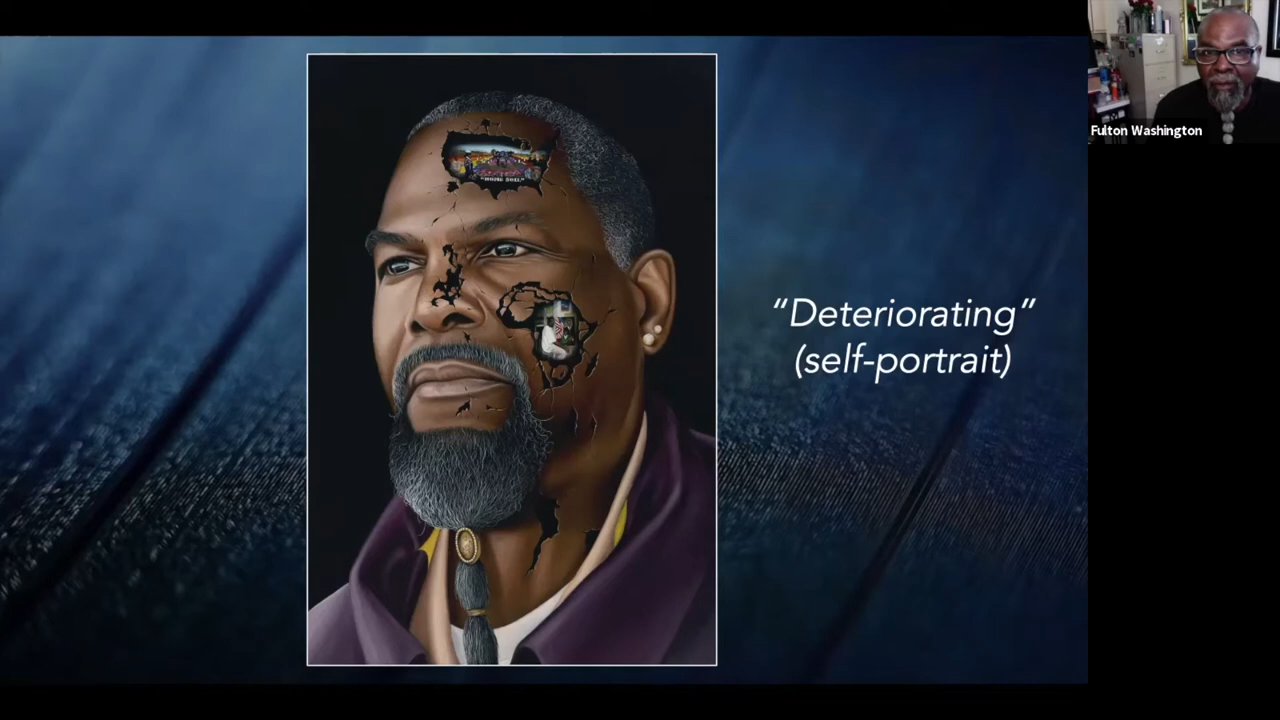 “Deteriorating”
(self-portrait)
Fulton Washington